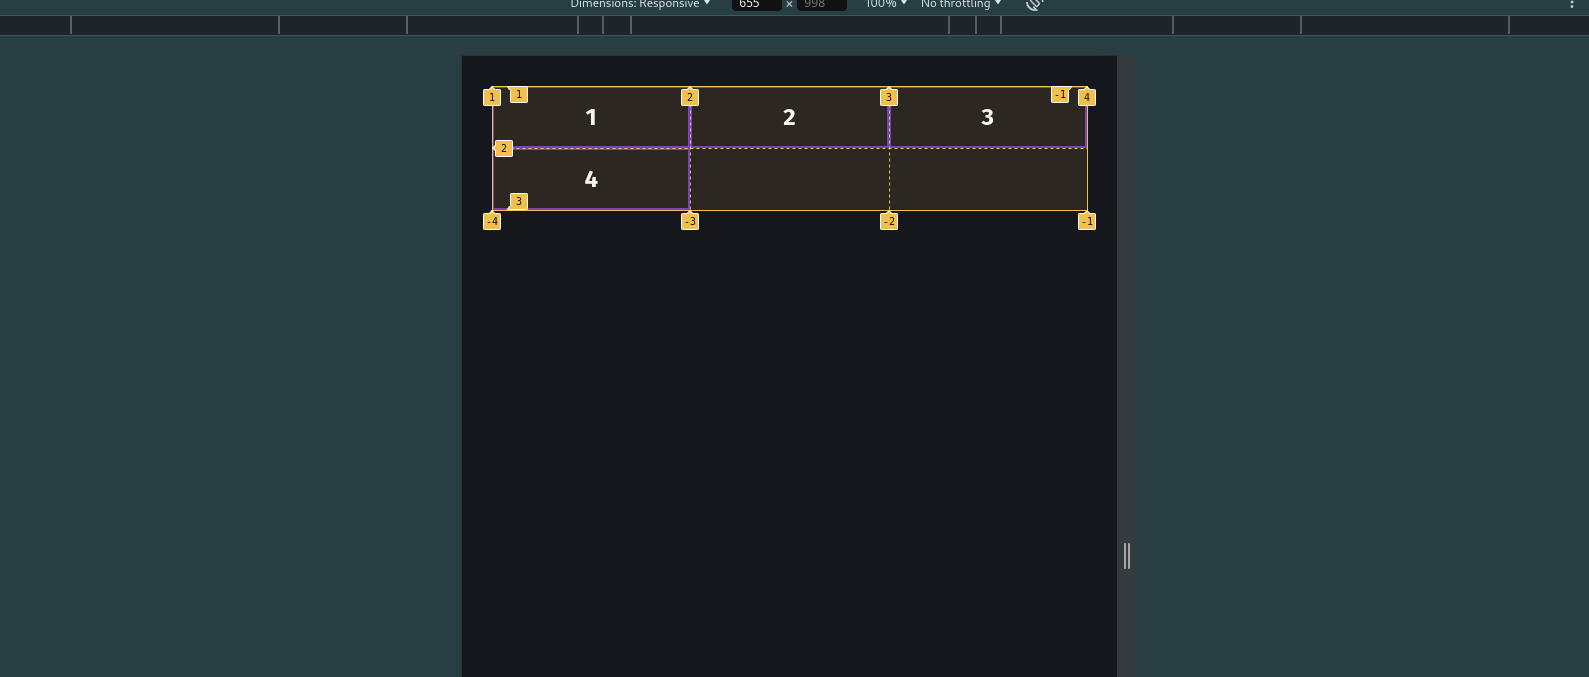 Dimensions: Responsive ▼ 655 × 998 100% ▼ No throttling ▼
1 1 2 3 -1 4
1 2 3
2
4
3
-4 -3 -2 -1